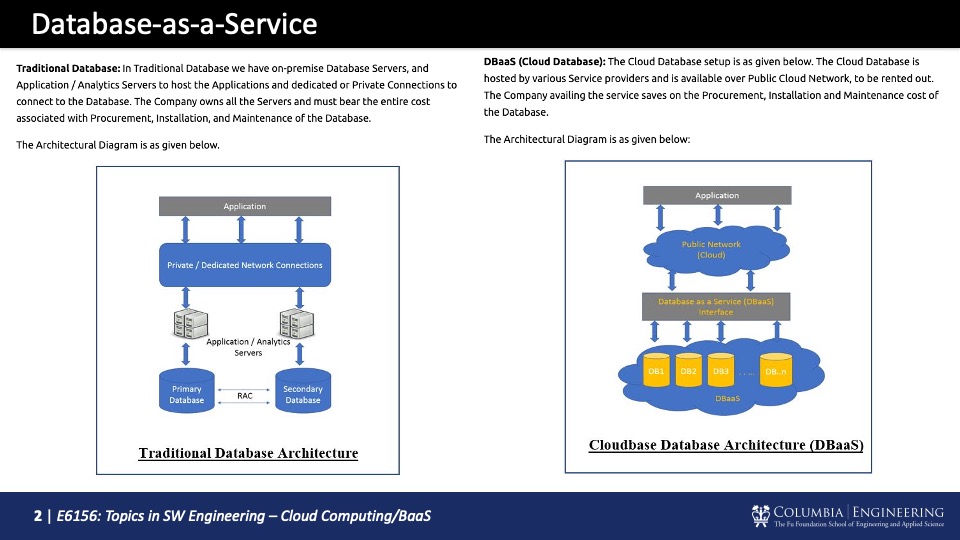 Database-as-a-Service
Traditional Database: In Traditional Database we have on-premise Database Servers, and
Application / Analytics Servers to host the Applications and dedicated or Private Connections to
connect to the Database. The Company owns all the Servers and must bear the entire cost
associated with Procurement, Installation, and Maintenance of the Database.
The Architectural Diagram is as given below.
Application
Private / Dedicated Network Connections
Application / Analytics
Servers
Primary
Database
RAC
Secondary
Database
Traditional Database Architecture
DBaaS (Cloud Database): The Cloud Database setup is as given below. The Cloud Database is
hosted by various Service providers and is available over Public Cloud Network, to be rented out.
The Company availing the service saves on the Procurement, Installation and Maintenance cost of
the Database.
The Architectural Diagram is as given below:
Application
Public Network
(Cloud)
Database as a Service (DBaaS)
Interface
DB1 DB2 DB3 ..... DB..n
DBaaS
Cloudbase Database Architecture (DBaaS)
2 | E6156: Topics in SW Engineering – Cloud Computing/BaaS
COLUMBIA | ENGINEERING
The Fu Foundation School of Engineering and Applied Science